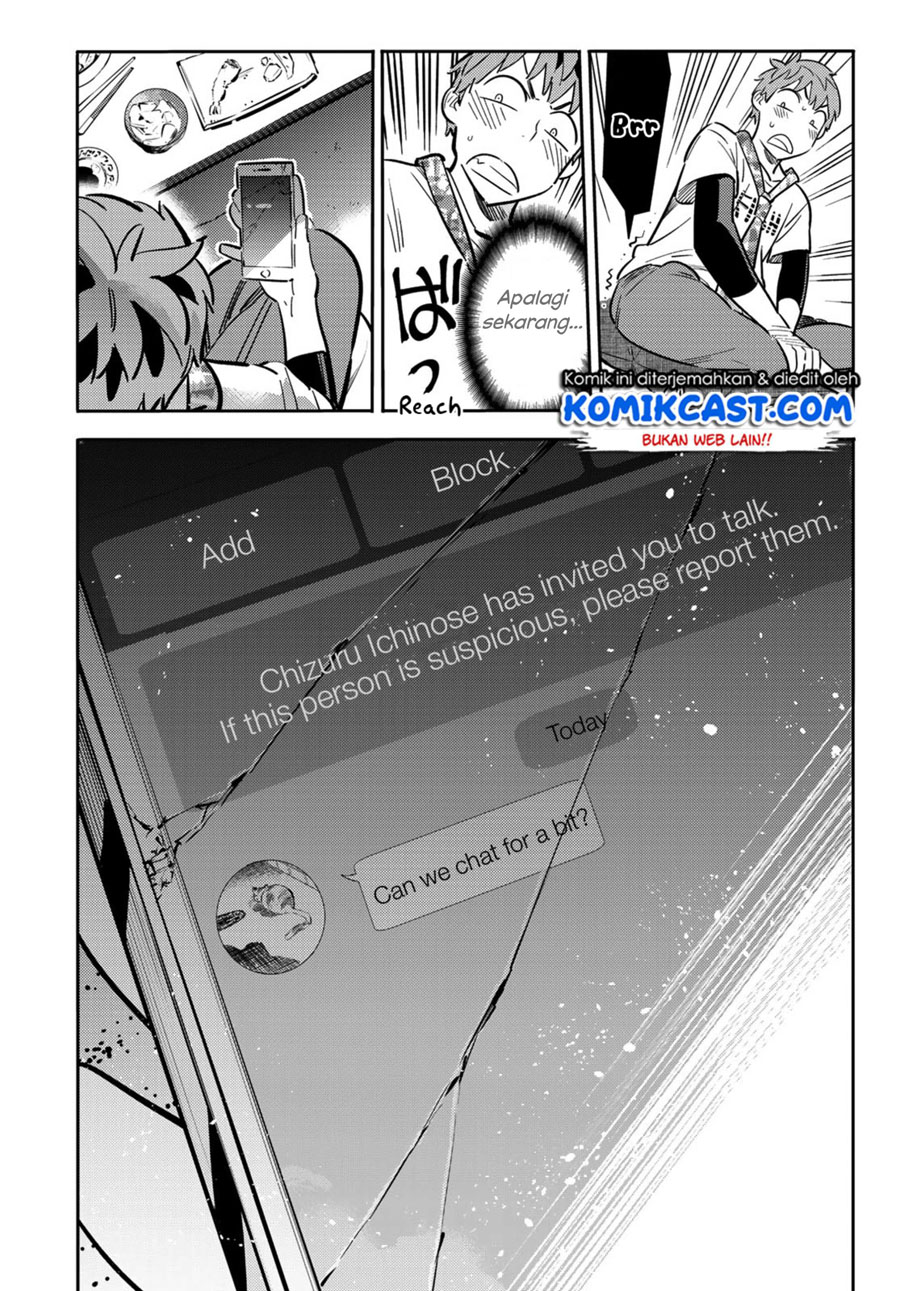 Brr
Apalagi
sekarang...
ばっ
Reach
Komik ini diterjemahkan & diedit oleh
KOMIKCAST.COM
BUKAN WEB LAIN!!
Block
Add
Chizuru Ichinose has invited you to talk.
If this person is suspicious, please report them.
Today
Can we chat for a bit?